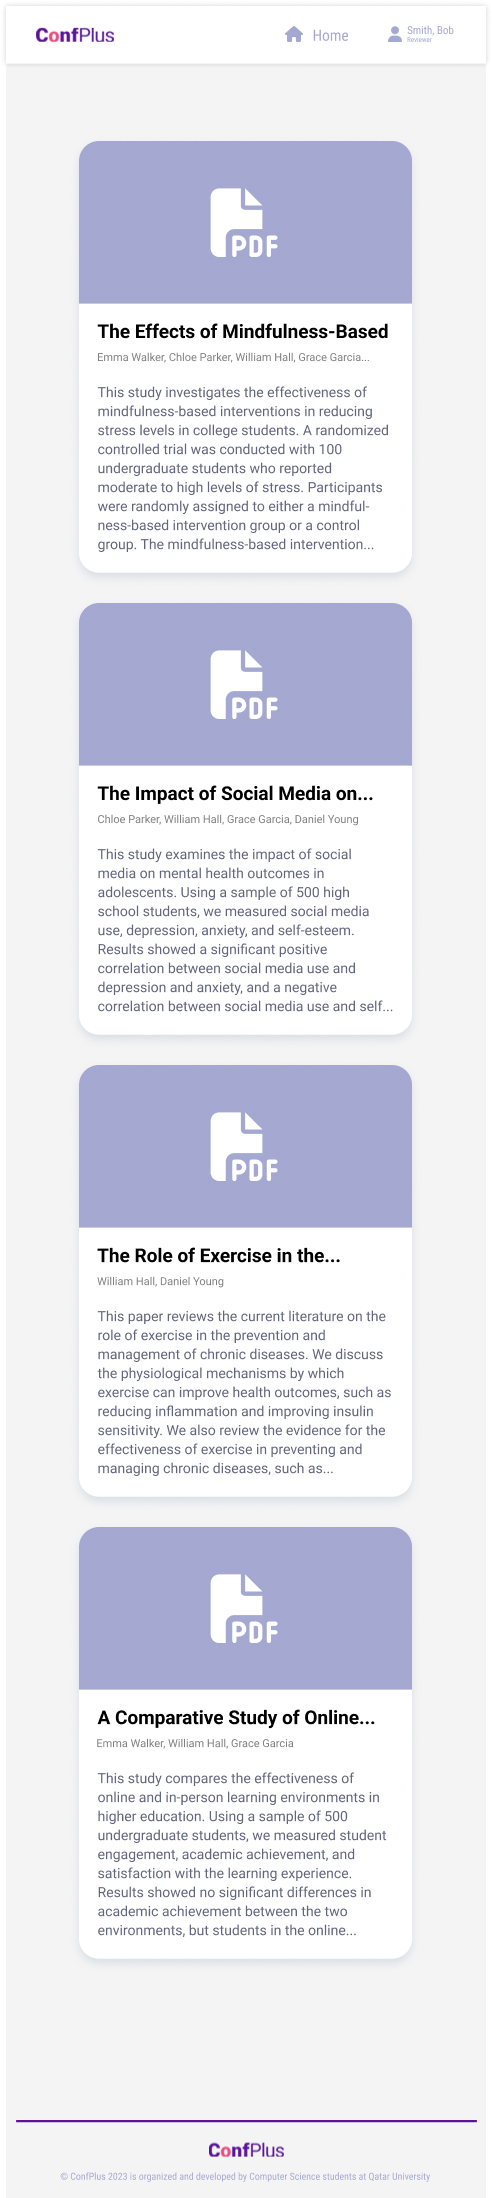 ConfPlus
Home
Smith, Bob
Reviewer
PDF
The Effects of Mindfulness-Based
Emma Walker, Chloe Parker, William Hall, Grace Garcia...
This study investigates the effectiveness of
mindfulness-based interventions in reducing
stress levels in college students. A randomized
controlled trial was conducted with 100
undergraduate students who reported
moderate to high levels of stress. Participants
were randomly assigned to either a mindful-
ness-based intervention group or a control
group. The mindfulness-based intervention...
PDF
The Impact of Social Media on...
Chloe Parker, William Hall, Grace Garcia, Daniel Young
This study examines the impact of social
media on mental health outcomes in
adolescents. Using a sample of 500 high
school students, we measured social media
use, depression, anxiety, and self-esteem.
Results showed a significant positive
correlation between social media use and
depression and anxiety, and a negative
correlation between social media use and self...
PDF
The Role of Exercise in the...
William Hall, Daniel Young
This paper reviews the current literature on the
role of exercise in the prevention and
management of chronic diseases. We discuss
the physiological mechanisms by which
exercise can improve health outcomes, such as
reducing inflammation and improving insulin
sensitivity. We also review the evidence for the
effectiveness of exercise in preventing and
managing chronic diseases, such as...
PDF
A Comparative Study of Online...
Emma Walker, William Hall, Grace Garcia
This study compares the effectiveness of
online and in-person learning environments in
higher education. Using a sample of 500
undergraduate students, we measured student
engagement, academic achievement, and
satisfaction with the learning experience.
Results showed no significant differences in
academic achievement between the two
environments, but students in the online...
ConfPlus
© ConfPlus 2023 is organized and developed by Computer Science students at Qatar University